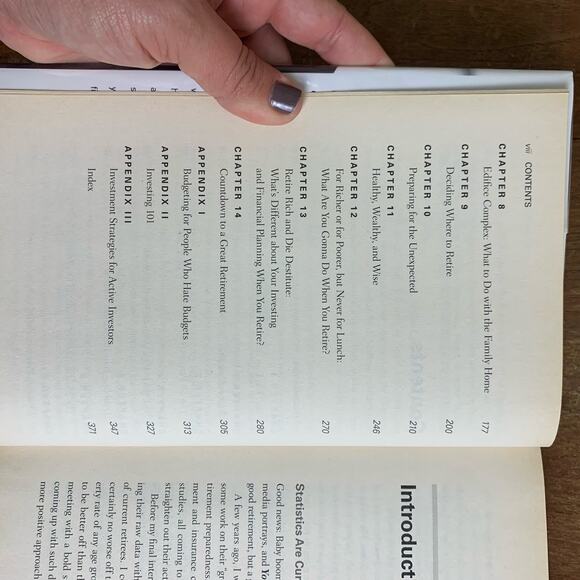 viii CONTENTS
CHAPTER 8
Edifice Complex: What to Do with the Family Home 177
CHAPTER 9
Deciding Where to Retire 200
CHAPTER 10
Preparing for the Unexpected 210
CHAPTER 11
Healthy, Wealthy, and Wise 246
CHAPTER 12
For Richer or for Poorer, but Never for Lunch:
What Are You Gonna Do When You Retire? 270
CHAPTER 13
Retire Rich and Die Destitute:
What's Different about Your Investing
and Financial Planning When You Retire? 280
CHAPTER 14
Countdown to a Great Retirement 305
APPENDIX I
Budgeting for People Who Hate Budgets 313
APPENDIX II
Investing 101 327
APPENDIX III
Investment Strategies for Active Investors 347
Index 371
Introduct
Statistics Are Cur
Good news: Baby boom
media portrays, and
good retirement, but a
A few years ago, I w
some work on their "gr
tirement preparedness
ment and insurance c
studies, all coming to
straighten out their act
Before my final inter
ing their raw data with
of current retirees. I c
certainly no worse off t
erty rate of any age gro
to be better off than th
meeting with a bold s
coming up with such d
more positive approach